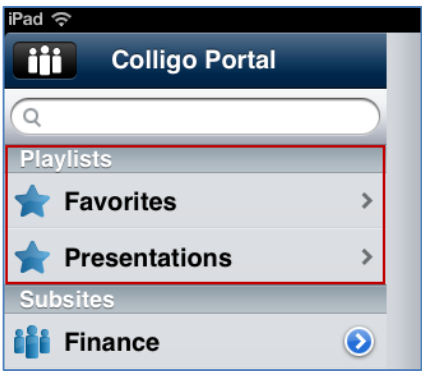 iPad
Colligo Portal
Playlists
Favorites
Presentations
Subsites
Finance